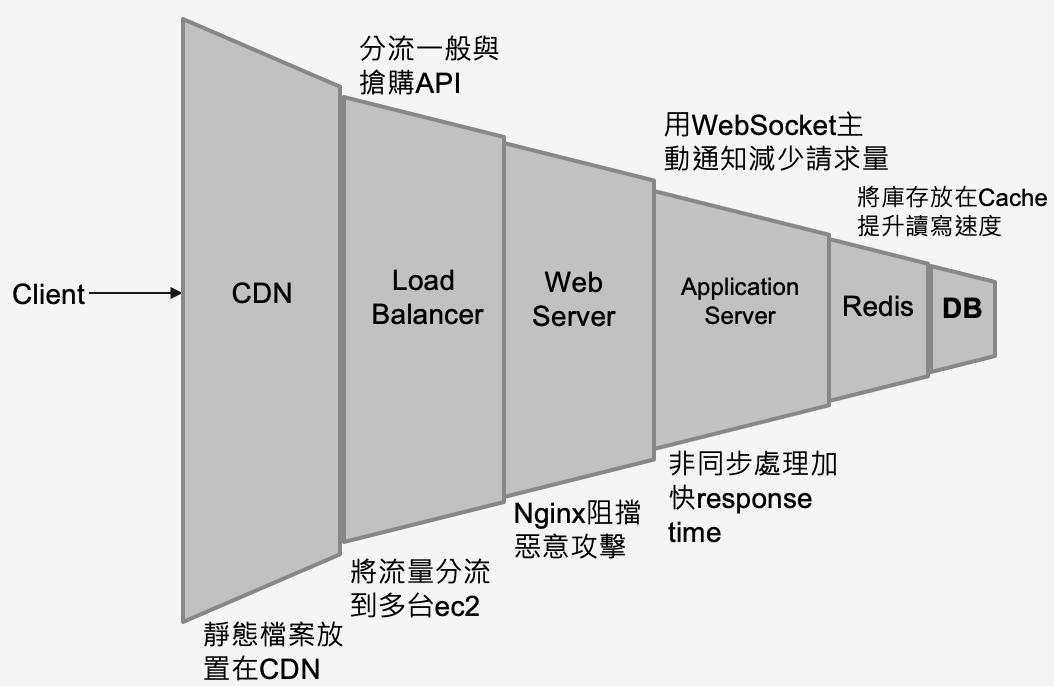 分流一般與
搶購API
用WebSocket主
動通知減少請求量
將庫存放在Cache
提升讀寫速度
Client
CDN
Load
Balancer
Web
Server
Application
Server
Redis
DB
非同步處理加
快response
time
Nginx阻擋
惡意攻擊
將流量分流
到多台ec2
靜態檔案放
置在CDN